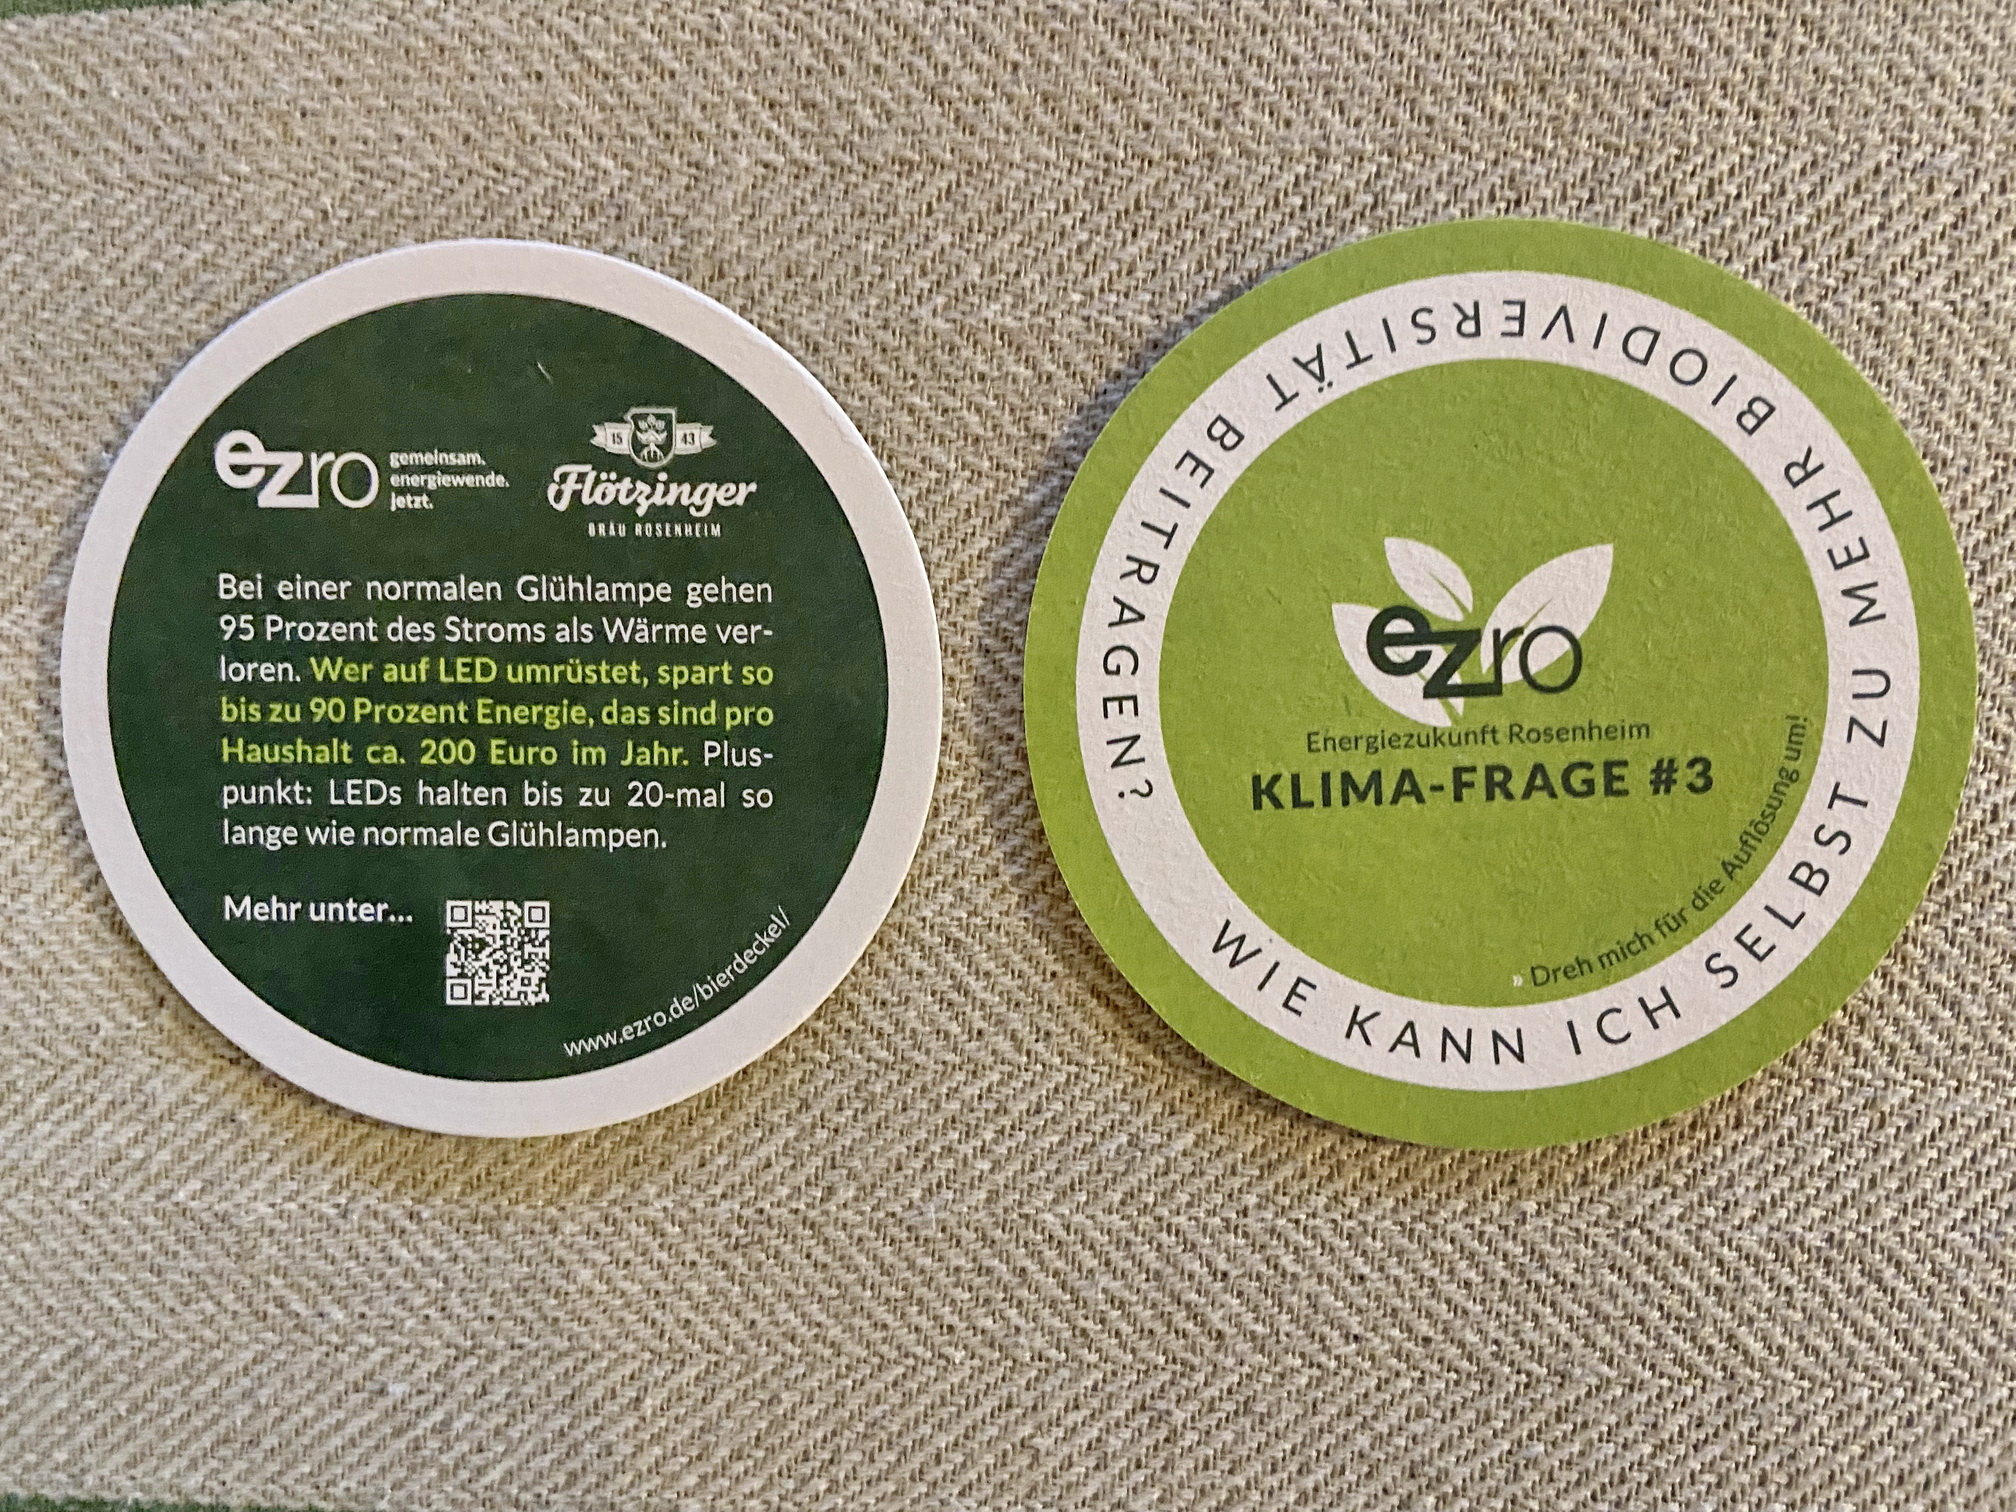 ezro
gemeinsam.
energiewende.
jetzt.
15 43
Flötzinger
BRÄU ROSENHEIM
Bei einer normalen Glühlampe gehen
95 Prozent des Stroms als Wärme ver-
loren. Wer auf LED umrüstet, spart so
bis zu 90 Prozent Energie, das sind pro
Haushalt ca. 200 Euro im Jahr. Plus-
punkt: LEDs halten bis zu 20-mal so
lange wie normale Glühlampen.
Mehr unter...
www.ezro.de/bierdeckel/
WIE KANN ICH SELBST ZU MEHR BIODIVERSITÄT BEITRAGEN?
ezro
Energiezukunft Rosenheim
KLIMA-FRAGE #3
» Dreh mich für die Auflösung um!